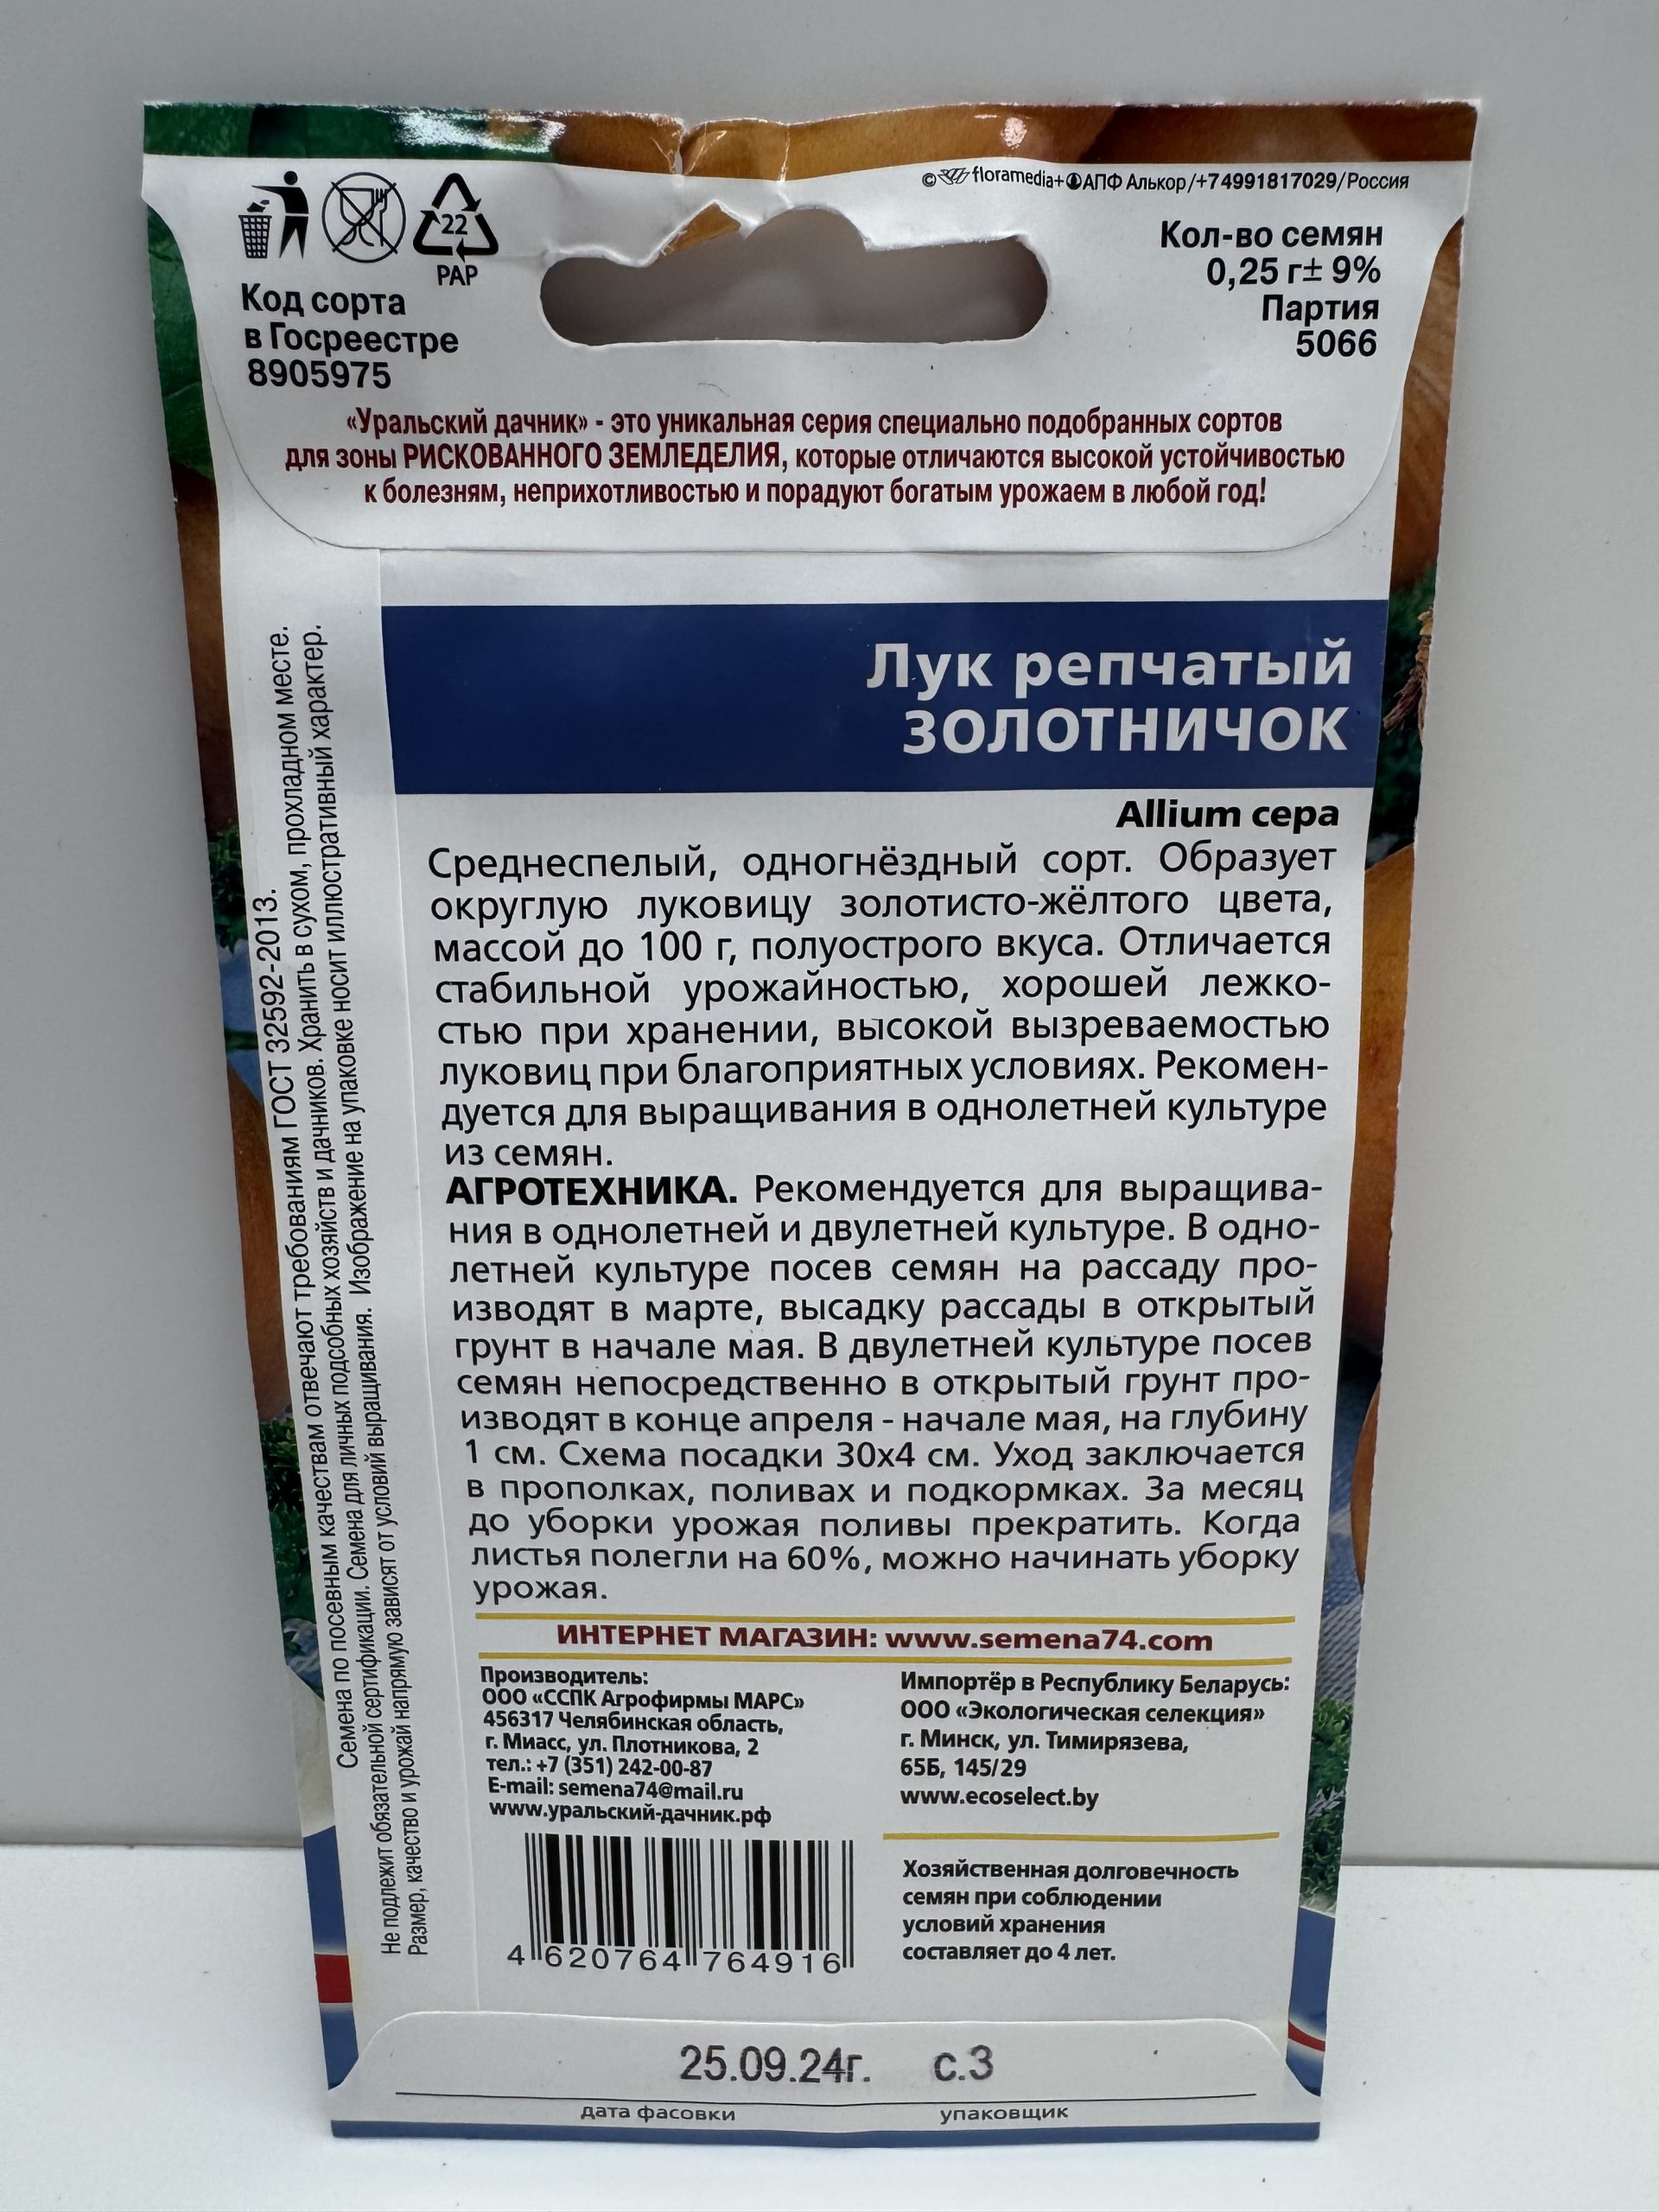 © floramedia+ АПФ Алькор/+74991817029/Россия
22
PAP
Код сорта
в Госреестре
8905975
Кол-во семян
0,25 г± 9%
Партия
5066
«Уральский дачник» - это уникальная серия специально подобранных сортов
для зоны РИСКОВАННОГО ЗЕМЛЕДЕЛИЯ, которые отличаются высокой устойчивостью
к болезням, неприхотливостью и порадуют богатым урожаем в любой год!
Лук репчатый
ЗОЛОТНИЧОК
Allium cepa
Среднеспелый, одногнёздный сорт. Образует
округлую луковицу золотисто-жёлтого цвета,
массой до 100 г, полуострого вкуса. Отличается
стабильной урожайностью, хорошей лежко-
стью при хранении, высокой вызреваемостью
луковиц при благоприятных условиях. Рекомен-
дуется для выращивания в однолетней культуре
из семян.
АГРОТЕХНИКА. Рекомендуется для выращива-
ния в однолетней и двулетней культуре. В одно-
летней культуре посев семян на рассаду про-
изводят в марте, высадку рассады в открытый
грунт в начале мая. В двулетней культуре посев
семян непосредственно в открытый грунт про-
изводят в конце апреля - начале мая, на глубину
1 см. Схема посадки 30х4 см. Уход заключается
в прополках, поливах и подкормках. За месяц
до уборки урожая поливы прекратить. Когда
листья полегли на 60%, можно начинать уборку
урожая.
ИНТЕРНЕТ МАГАЗИН: www.semena74.com
Производитель:
ООО «ССПК Агрофирмы МАРС»
456317 Челябинская область,
г. Миасс, ул. Плотникова, 2
тел.: +7 (351) 242-00-87
E-mail: semena74@mail.ru
www.уральский-дачник.рф
Импортёр в Республику Беларусь:
ООО «Экологическая селекция»
г. Минск, ул. Тимирязева,
65Б, 145/29
www.ecoselect.by
Хозяйственная долговечность
семян при соблюдении
условий хранения
составляет до 4 лет.
4 620764 764916
Семена по посевным качествам отвечают требованиям ГОСТ 32592-2013.
Не подлежит обязательной сертификации. Семена для личных подсобных хозяйств и дачников. Хранить в сухом, прохладном месте.
Размер, качество и урожай напрямую зависят от условий выращивания. Изображение на упаковке носит иллюстративный характер.
25.09.24г. с.3
дата фасовки упаковщик